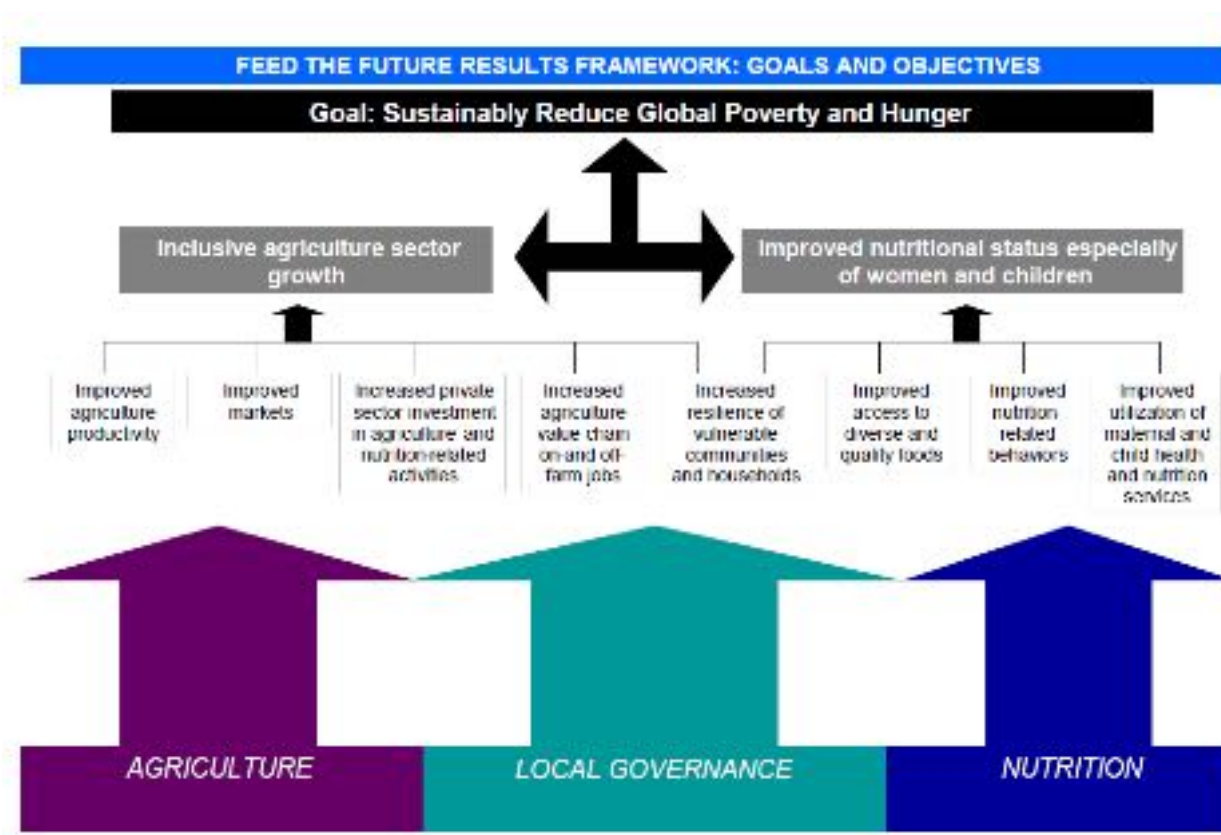 FEED THE FUTURE RESULTS FRAMEWORK: GOALS AND OBJECTIVES
Goal: Sustainably Reduce Global Poverty and Hunger
Inclusive agriculture sector
growth
Improved nutritional status especially
of women and children
Improved
agriculture
productivity
Improved
markets
Increased private
sector investment
in agriculture and
nutrition-related
activities
Increased
agriculture
value chain
on-and off-
farm jobs
Increased
resilience of
vulnerable
communities
and households
Improved
access to
diverse and
quality foods
Improved
nutrition
related
behaviors
Improved
utilization of
maternal and
child health
and nutrition
services
AGRICULTURE
LOCAL GOVERNANCE
NUTRITION